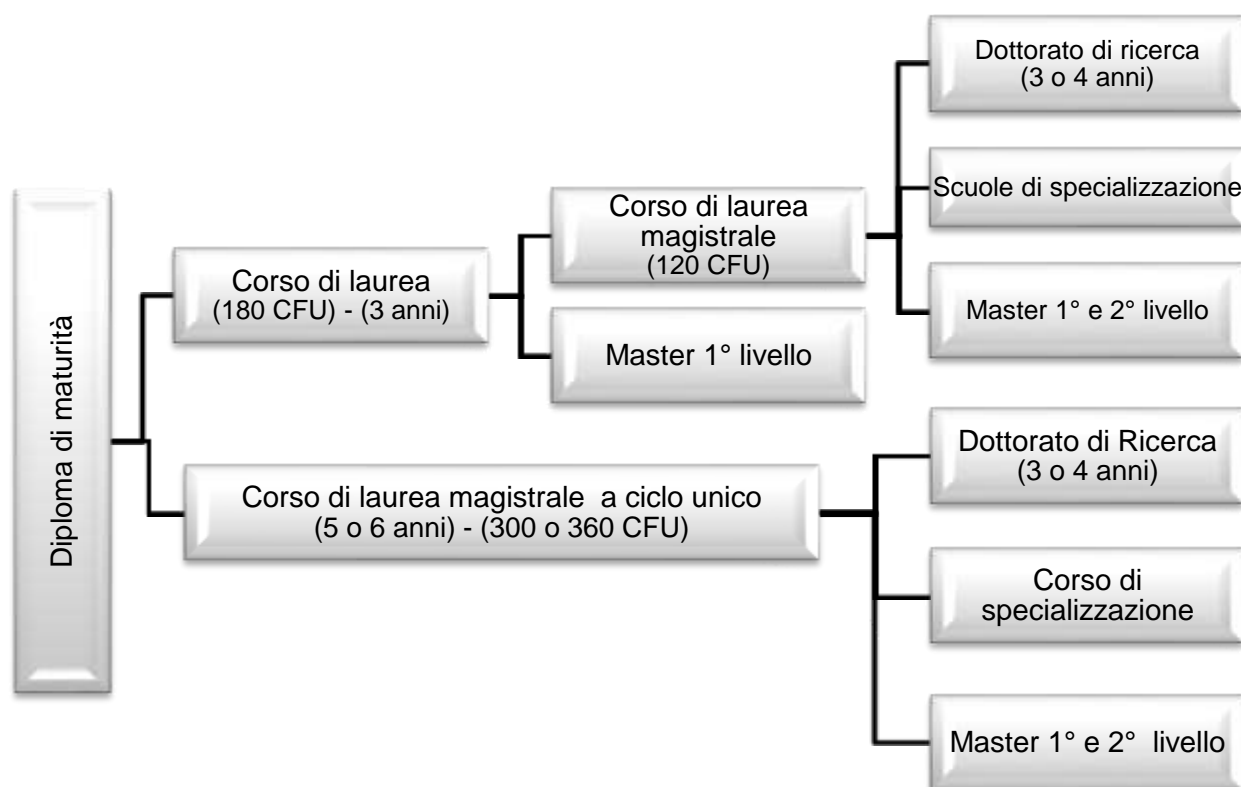 Diploma di maturità
Corso di laurea
(180 CFU) - (3 anni)
Corso di laurea
magistrale
(120 CFU)
Master 1° livello
Dottorato di ricerca
(3 o 4 anni)
Scuole di specializzazione
Master 1° e 2° livello
Corso di laurea magistrale a ciclo unico
(5 o 6 anni) - (300 o 360 CFU)
Dottorato di Ricerca
(3 o 4 anni)
Corso di
specializzazione
Master 1° e 2° livello